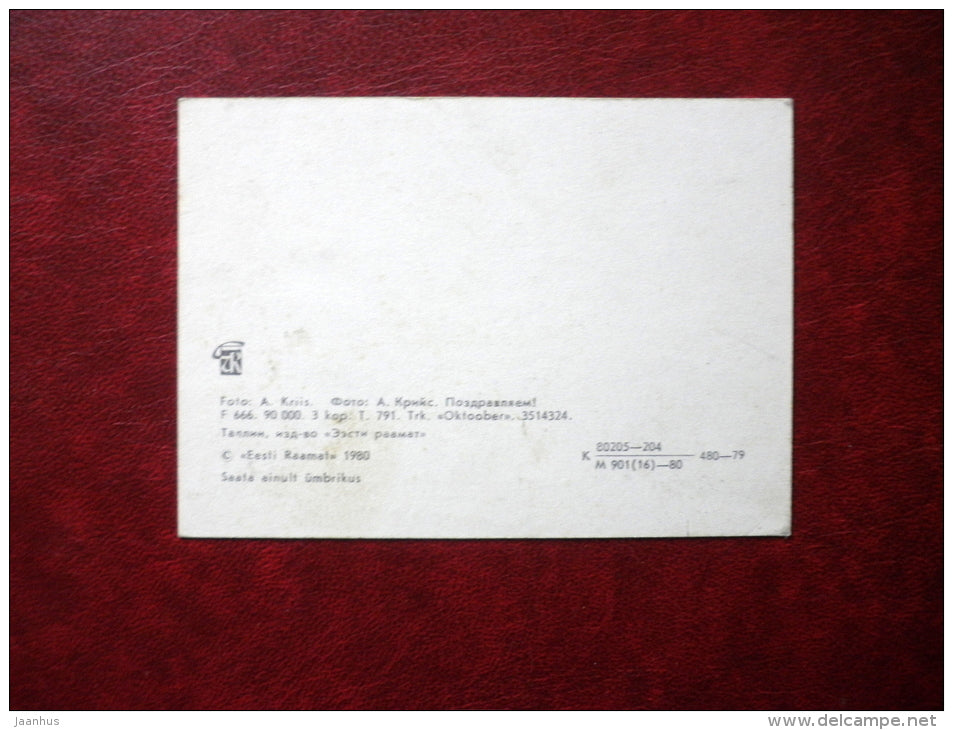 Foto: A. Kriis. Фото: А. Крийс. Поздравляем!
F 666. 90 000. 3 kop. T. 791. Trk. «Oktoober». 3514324.
Таллин, изд-во «Ээсти раамат»
© «Eesti Raamat» 1980
Saata ainult ümbrikus
K 80205—204 480—79
M 901(16)—80
jaanhus
www.delcampe.net